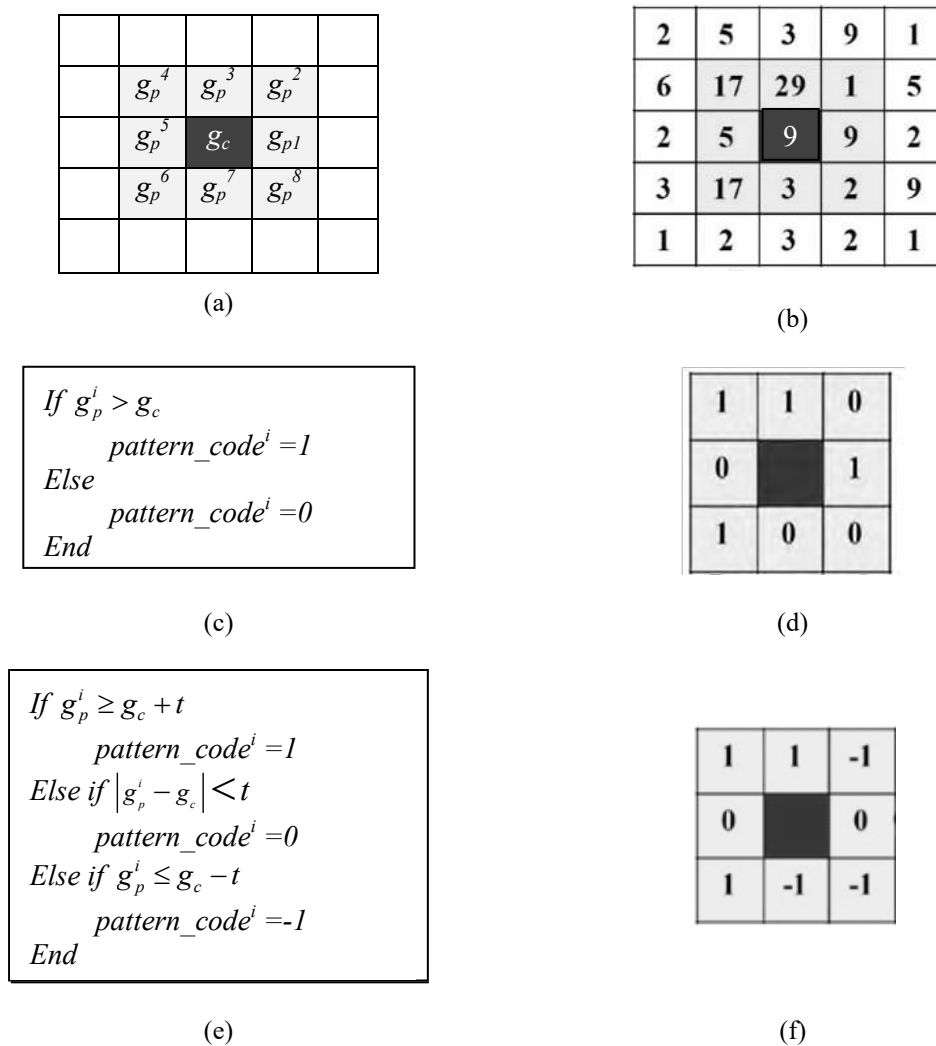 g_p^4 g_p^3 g_p^2
g_p^5 g_c g_{p1}
g_p^6 g_p^7 g_p^8
(a)
2 5 3 9 1
6 17 29 1 5
2 5 9 9 2
3 17 3 2 9
1 2 3 2 1
(b)
If g_p^i > g_c
pattern_code^i =1
Else
pattern_code^i =0
End
(c)
1 1 0
0 1
1 0 0
(d)
If g_p^i ≥ g_c + t
pattern_code^i =1
Else if |g_p^i − g_c| < t
pattern_code^i =0
Else if g_p^i ≤ g_c − t
pattern_code^i =-1
End
(e)
1 1 -1
0 0
1 -1 -1
(f)